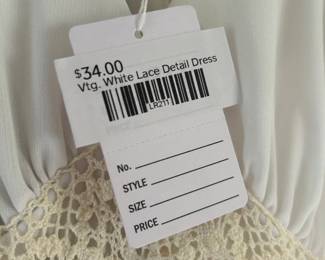 $34.00
Vtg. White Lace Detail Dress
LR211
No.
STYLE
SIZE
PRICE